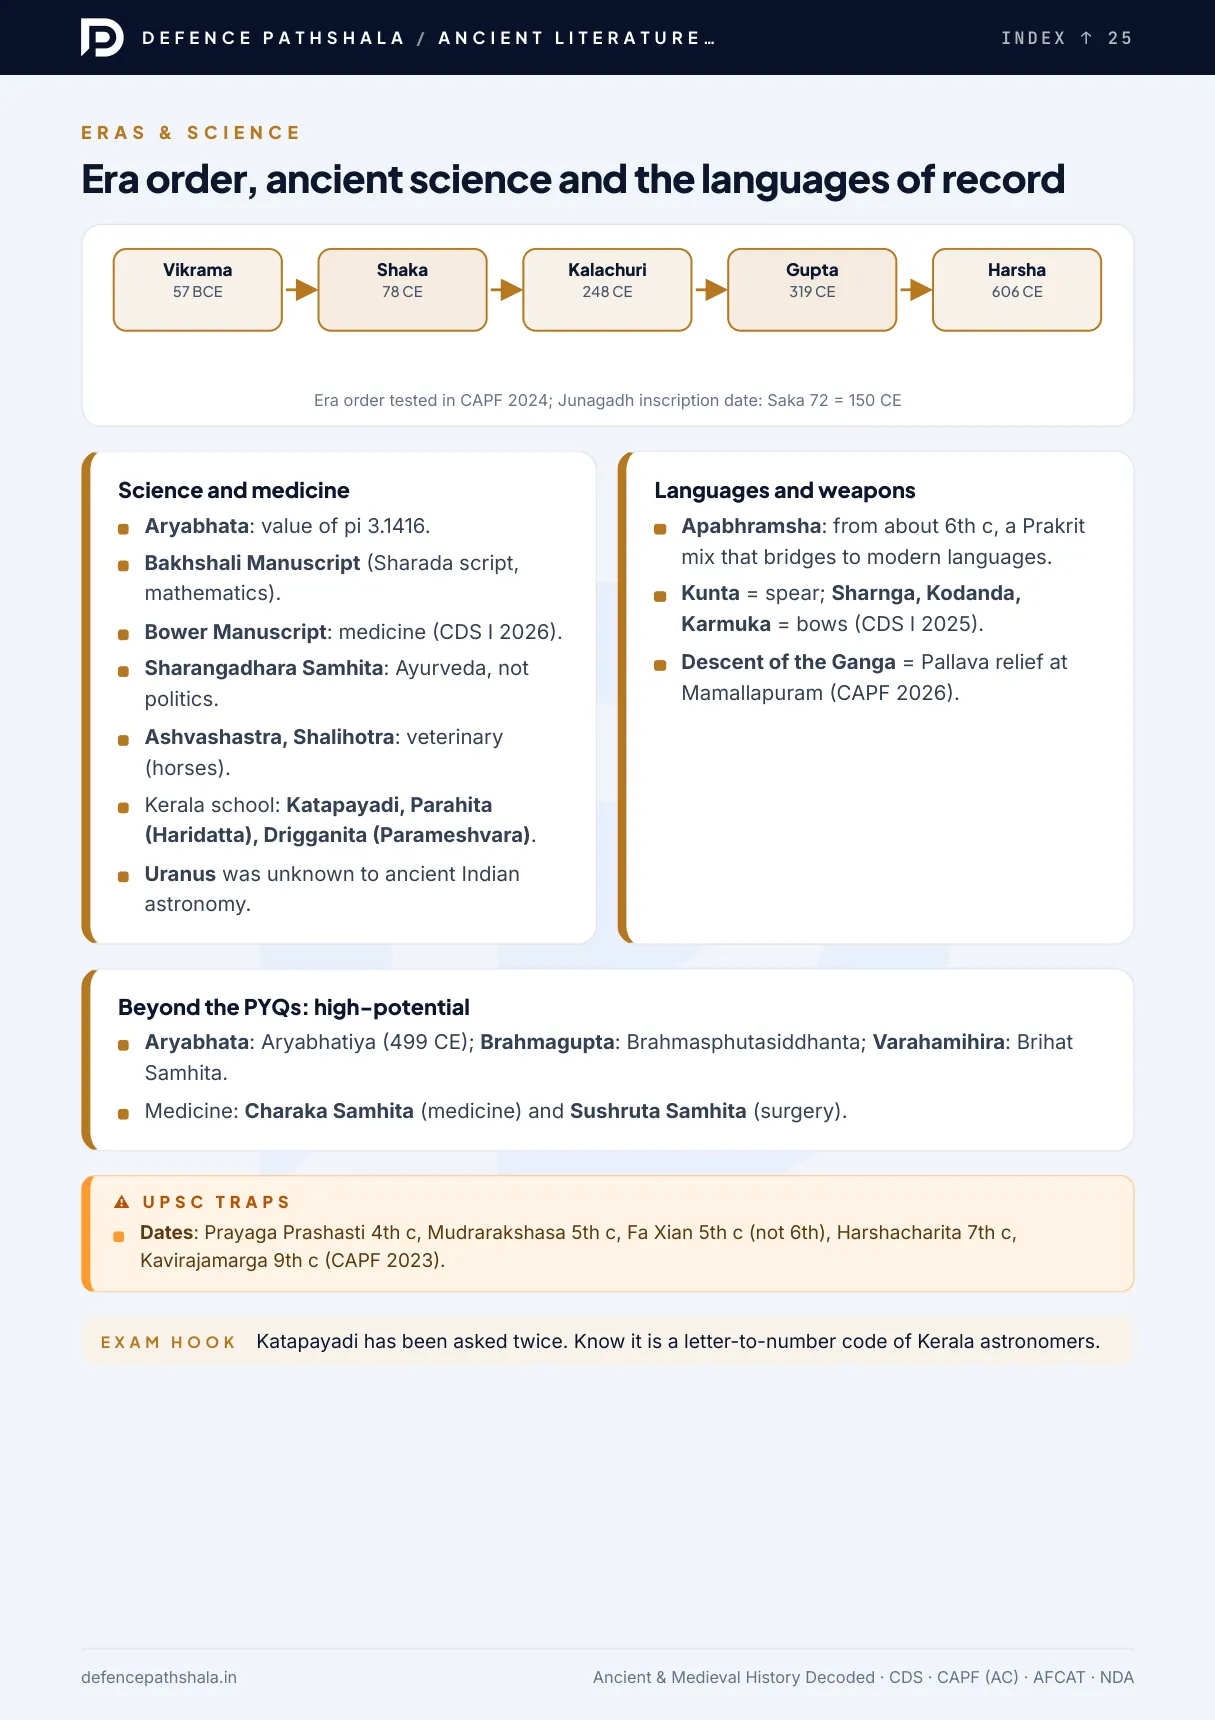 DEFENCE PATHSHALA / ANCIENT LITERATURE…
INDEX ↑ 25
ERAS & SCIENCE
Era order, ancient science and the languages of record
Vikrama
57 BCE
Shaka
78 CE
Kalachuri
248 CE
Gupta
319 CE
Harsha
606 CE
Era order tested in CAPF 2024; Junagadh inscription date: Saka 72 = 150 CE
Science and medicine
Aryabhata: value of pi 3.1416.
Bakhshali Manuscript (Sharada script,
mathematics).
Bower Manuscript: medicine (CDS I 2026).
Sharangadhara Samhita: Ayurveda, not
politics.
Ashvashastra, Shalihotra: veterinary
(horses).
Kerala school: Katapayadi, Parahita
(Haridatta), Drigganita (Parameshvara).
Uranus was unknown to ancient Indian
astronomy.
Languages and weapons
Apabhramsha: from about 6th c, a Prakrit
mix that bridges to modern languages.
Kunta = spear; Sharnga, Kodanda,
Karmuka = bows (CDS I 2025).
Descent of the Ganga = Pallava relief at
Mamallapuram (CAPF 2026).
Beyond the PYQs: high-potential
Aryabhata: Aryabhatiya (499 CE); Brahmagupta: Brahmasphutasiddhanta; Varahamihira: Brihat
Samhita.
Medicine: Charaka Samhita (medicine) and Sushruta Samhita (surgery).
⚠ UPSC TRAPS
Dates: Prayaga Prashasti 4th c, Mudrarakshasa 5th c, Fa Xian 5th c (not 6th), Harshacharita 7th c,
Kavirajamarga 9th c (CAPF 2023).
EXAM HOOK Katapayadi has been asked twice. Know it is a letter-to-number code of Kerala astronomers.
defencepathshala.in
Ancient & Medieval History Decoded · CDS · CAPF (AC) · AFCAT · NDA